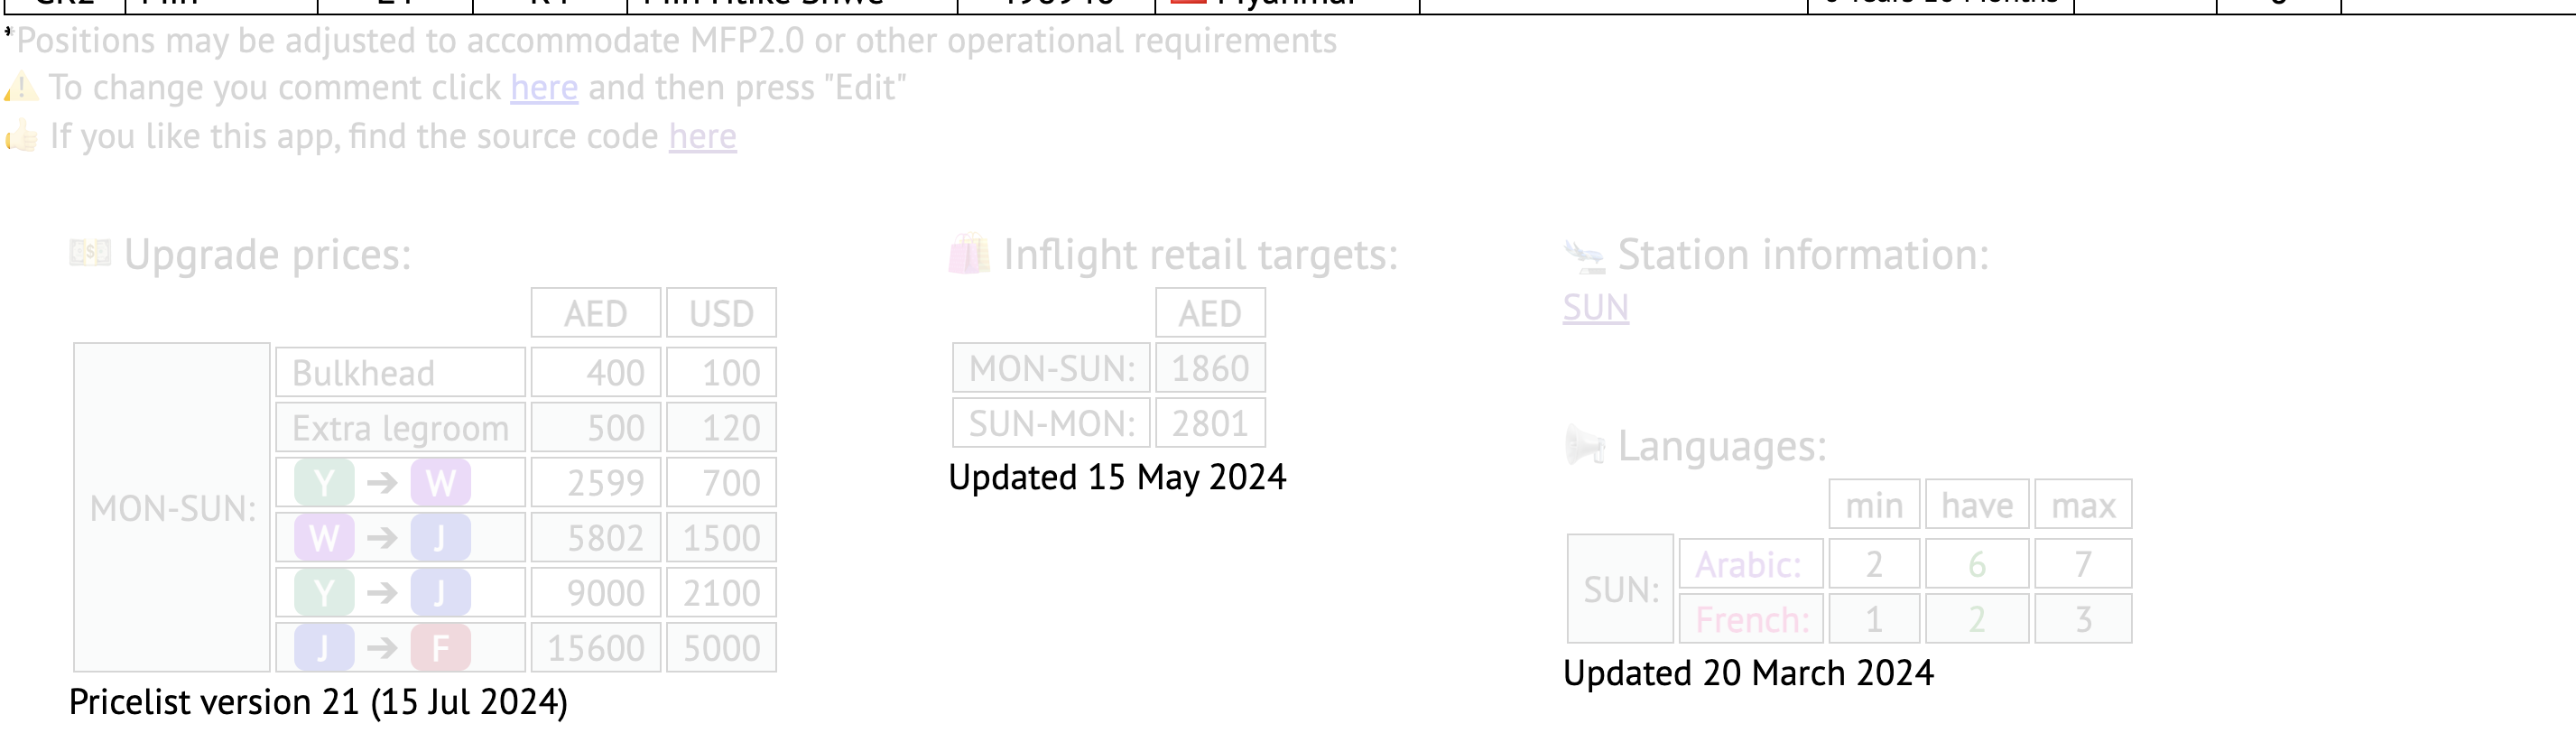 *Positions may be adjusted to accommodate MFP2.0 or other operational requirements
⚠️ To change you comment click here and then press "Edit"
👍 If you like this app, find the source code here
💵 Upgrade prices:
AED USD
MON-SUN:
Bulkhead 400 100
Extra legroom 500 120
Y → W 2599 700
W → J 5802 1500
Y → J 9000 2100
J → F 15600 5000
Pricelist version 21 (15 Jul 2024)
🛍️ Inflight retail targets:
AED
MON-SUN: 1860
SUN-MON: 2801
Updated 15 May 2024
🛬 Station information:
SUN
📢 Languages:
min have max
SUN:
Arabic: 2 6 7
French: 1 2 3
Updated 20 March 2024